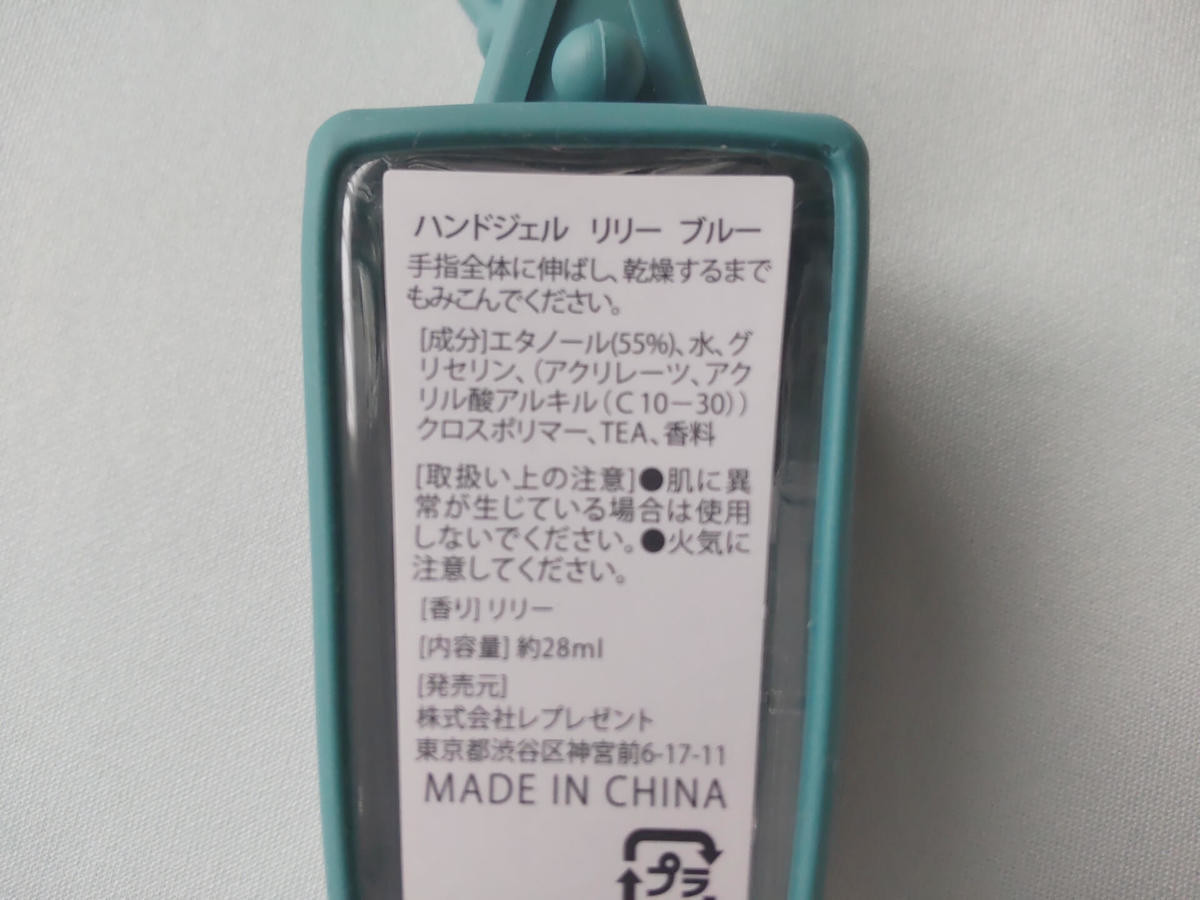 ハンドジェル リリー ブルー
手指全体に伸ばし、乾燥するまで
もみこんでください。
[成分]エタノール(55%)、水、グ
リセリン、(アクリレーツ、アク
リル酸アルキル(C10-30))
クロスポリマー、TEA、香料
[取扱い上の注意]●肌に異
常が生じている場合は使用
しないでください。●火気に
注意してください。
[香り]リリー
[内容量]約28ml
[発売元]
株式会社レプレゼント
東京都渋谷区神宮前6-17-11
MADE IN CHINA
プラ